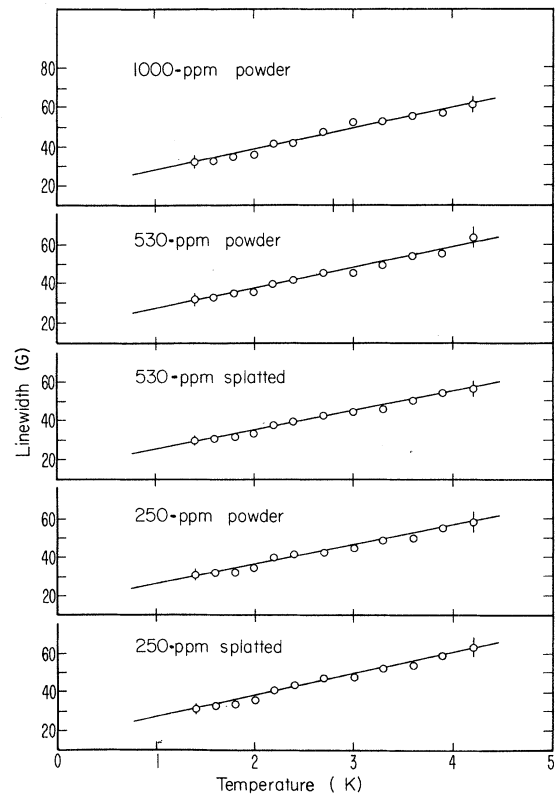 1000-ppm powder
80
60
40
20
530-ppm powder
60
40
20
530-ppm splatted
60
40
20
Linewidth (G)
250-ppm powder
60
40
20
250-ppm splatted
60
40
20
0 1 2 3 4 5
Temperature ( K)